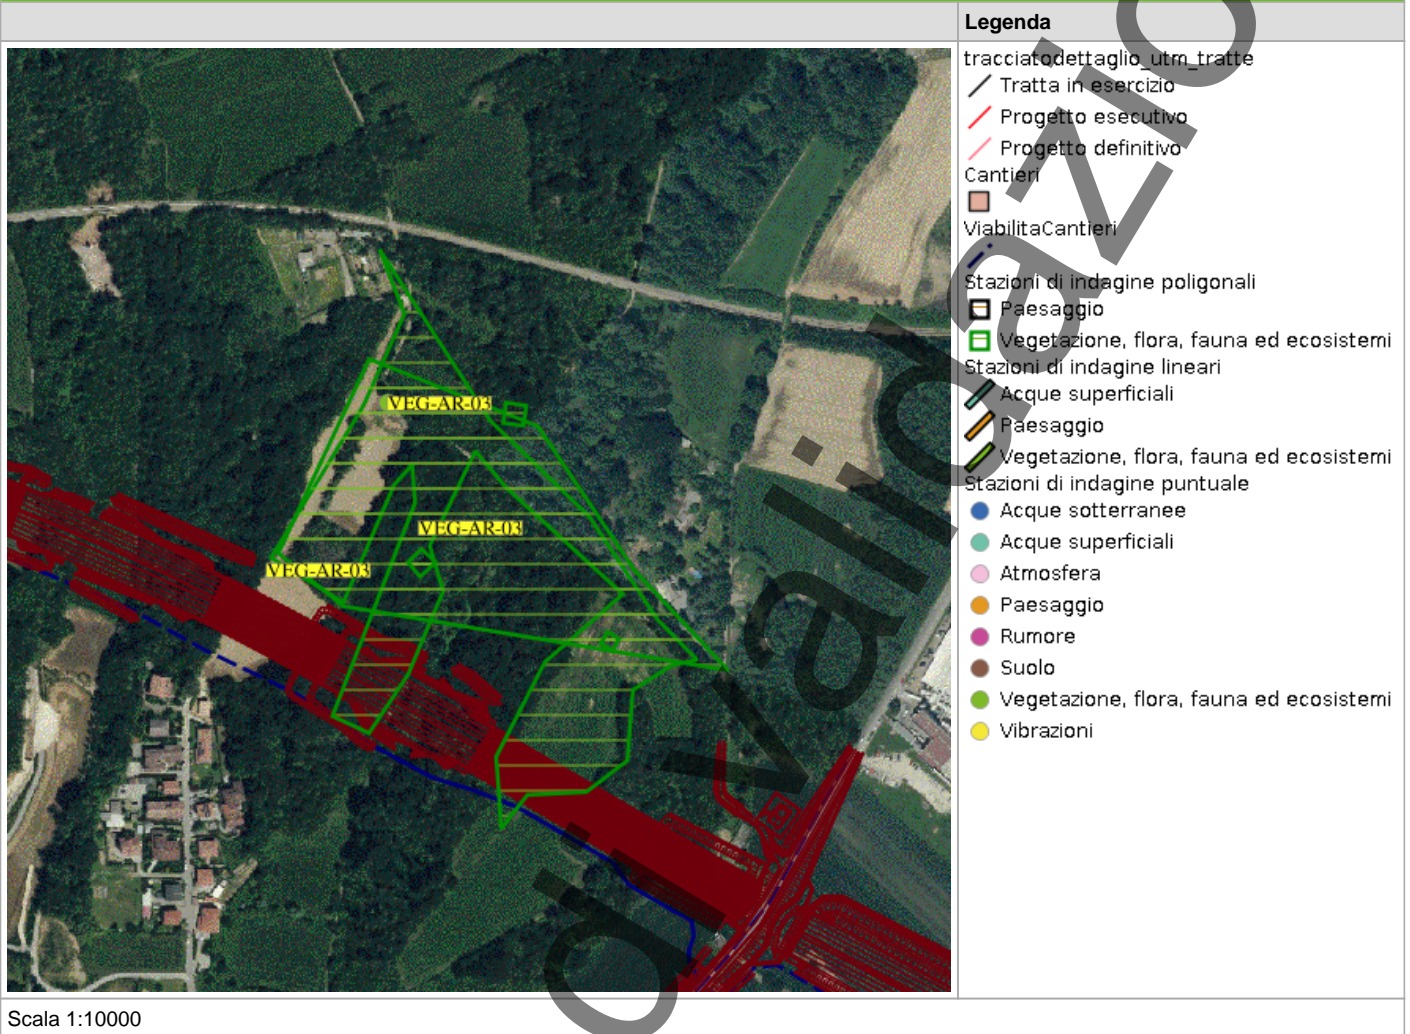 Legenda
tracciatodettaglio_utm_tratte
Tratta in esercizio
Progetto esecutivo
Progetto definitivo
Cantieri
ViabilitaCantieri
Stazioni di indagine poligonali
Paesaggio
Vegetazione, flora, fauna ed ecosistemi
Stazioni di indagine lineari
Acque superficiali
Paesaggio
Vegetazione, flora, fauna ed ecosistemi
Stazioni di indagine puntuale
Acque sotterranee
Acque superficiali
Atmosfera
Paesaggio
Rumore
Suolo
Vegetazione, flora, fauna ed ecosistemi
Vibrazioni
VEG-AR-03
VEG-AR-03
VEG-AR-03
di validazio
Scala 1:10000